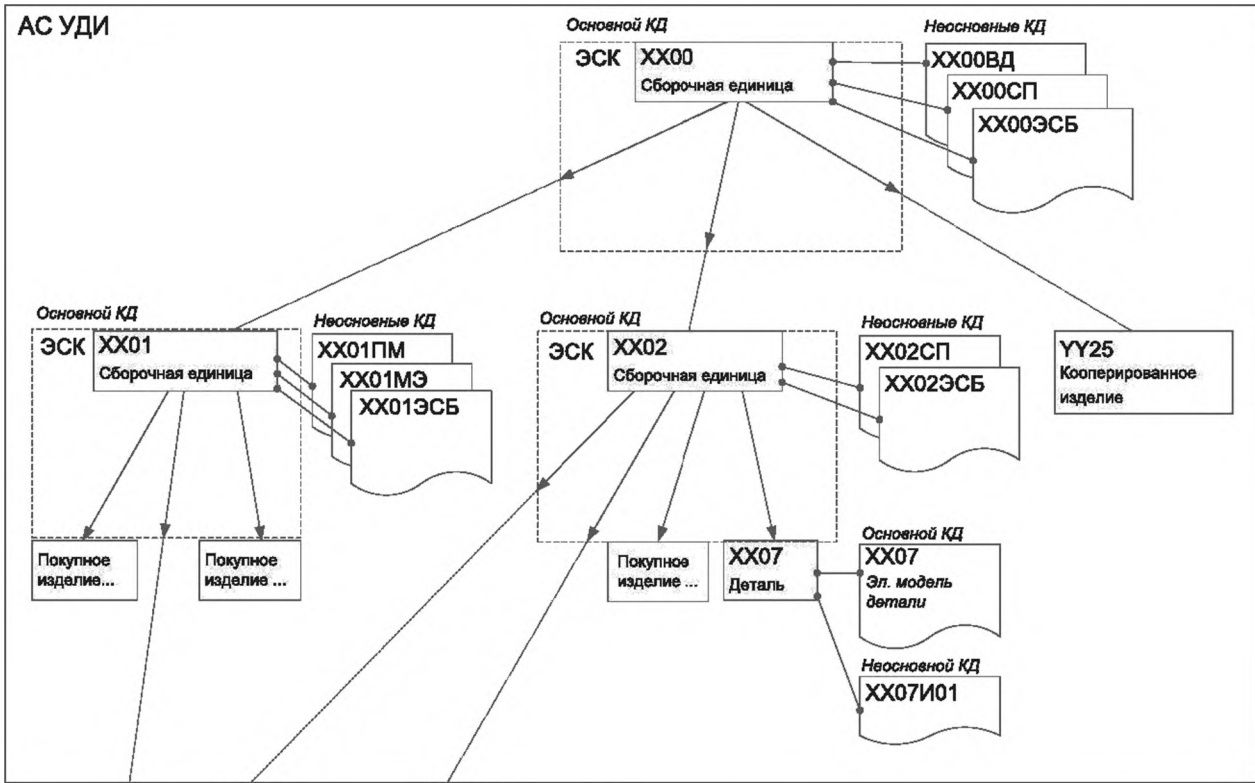 АС УДИ
Основной КД
Неосновные КД
ЭСК
XX00
Сборочная единица
XX00ВД
XX00СП
XX00ЭСБ
Основной КД
Неосновные КД
ЭСК
XX01
Сборочная единица
XX01ПМ
XX01МЭ
XX01ЭСБ
Основной КД
Неосновные КД
ЭСК
XX02
Сборочная единица
XX02СП
XX02ЭСБ
YY25
Кооперированное
изделие
Покупное
изделие...
Покупное
изделие ...
Покупное
изделие ...
XX07
Деталь
Основной КД
XX07
Эл. модель
детали
Неосновной КД
XX07И01